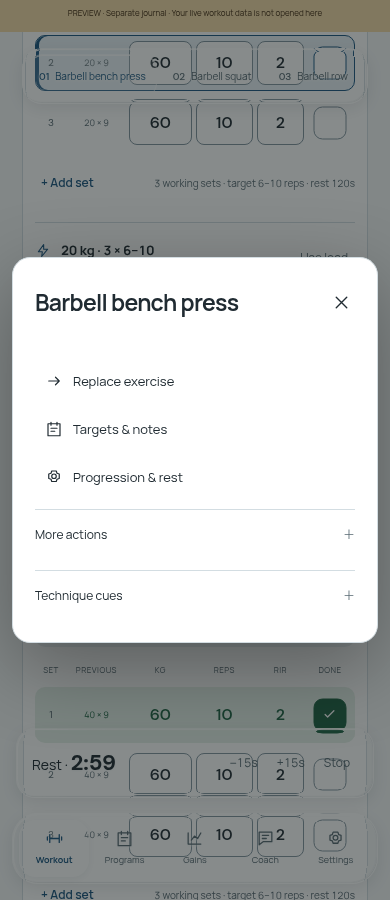 PREVIEW · Separate journal · Your live workout data is not opened here
01 Barbell bench press 02 Barbell squat 03 Barbell row
2 20 × 9 60 10 2
3 20 × 9 60 10 2
+ Add set 3 working sets · target 6–10 reps · rest 120s
20 kg · 3 × 6–10
Use load
Barbell bench press
Replace exercise
Targets & notes
Progression & rest
More actions +
Technique cues +
SET PREVIOUS KG REPS RIR DONE
1 40 × 9 60 10 2
Rest · 2:59 −15s +15s Stop
2 40 × 9 60 10 2
3 40 × 9 60 10 2
Workout Programs Gains Coach Settings
+ Add set 3 working sets · target 6–10 reps · rest 120s